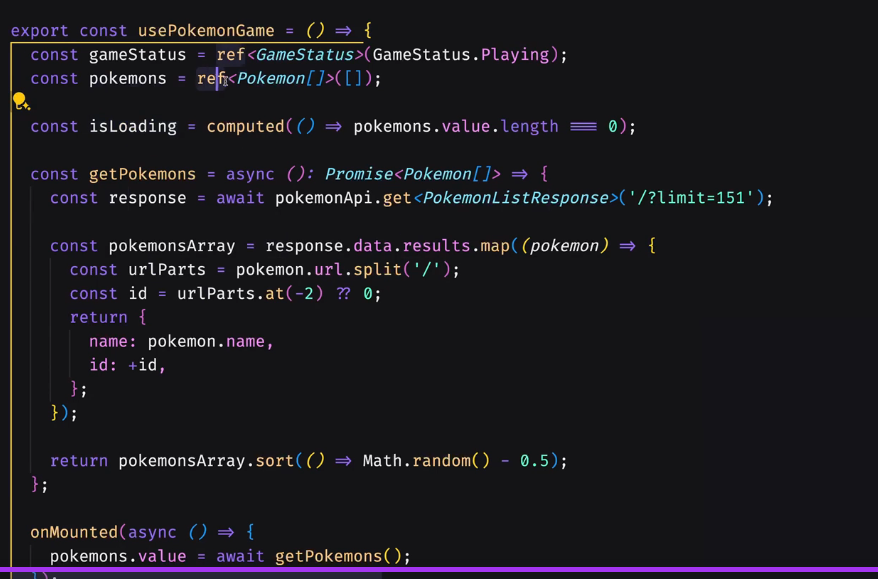 export const usePokemonGame = () => {
const gameStatus = ref<GameStatus>(GameStatus.Playing);
const pokemons = ref<Pokemon[]>([]);
const isLoading = computed(() => pokemons.value.length === 0);
const getPokemons = async (): Promise<Pokemon[]> => {
const response = await pokemonApi.get<PokemonListResponse>('/?limit=151');
const pokemonsArray = response.data.results.map((pokemon) => {
const urlParts = pokemon.url.split('/');
const id = urlParts.at(-2) ?? 0;
return {
name: pokemon.name,
id: +id,
};
});
return pokemonsArray.sort(() => Math.random() - 0.5);
};
onMounted(async () => {
pokemons.value = await getPokemons();
});